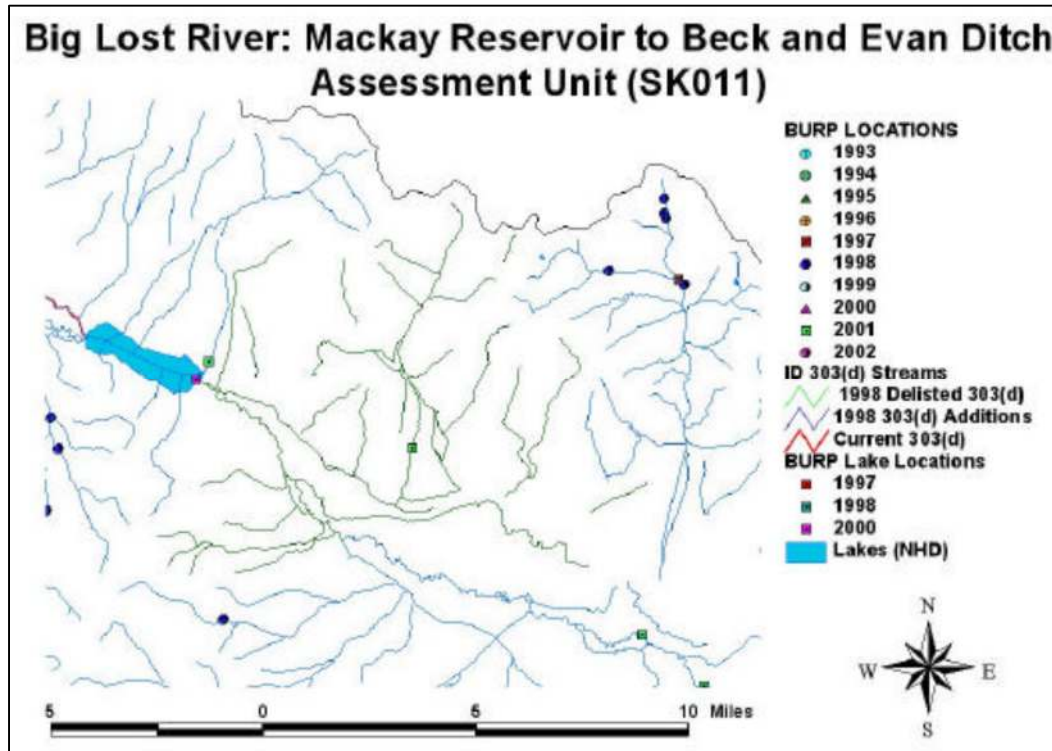 Big Lost River: Mackay Reservoir to Beck and Evan Ditch
Assessment Unit (SK011)
BURP LOCATIONS
1993
1994
1995
1996
1997
1998
1999
2000
2001
2002
ID 303(d) Streams
1998 Delisted 303(d)
1998 303(d) Additions
Current 303(d)
BURP Lake Locations
1997
1998
2000
Lakes (NHD)
N
W E
S
5 0 5 10 Miles